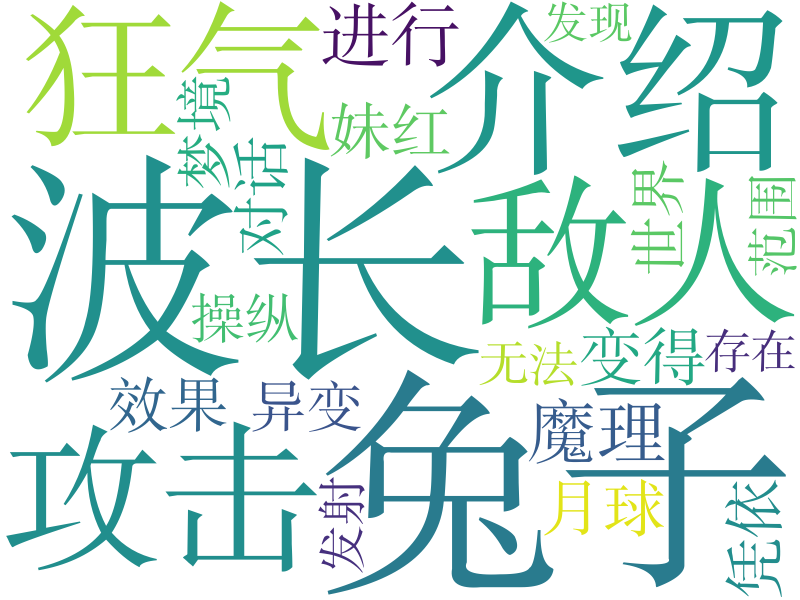 狂气
进行
介绍
发现
梦境
对话
妹红
波长
敌人
世界
范围
操纵
无法
变得
存在
效果
异变
魔理
攻击
兔子
发射
月球
凭依